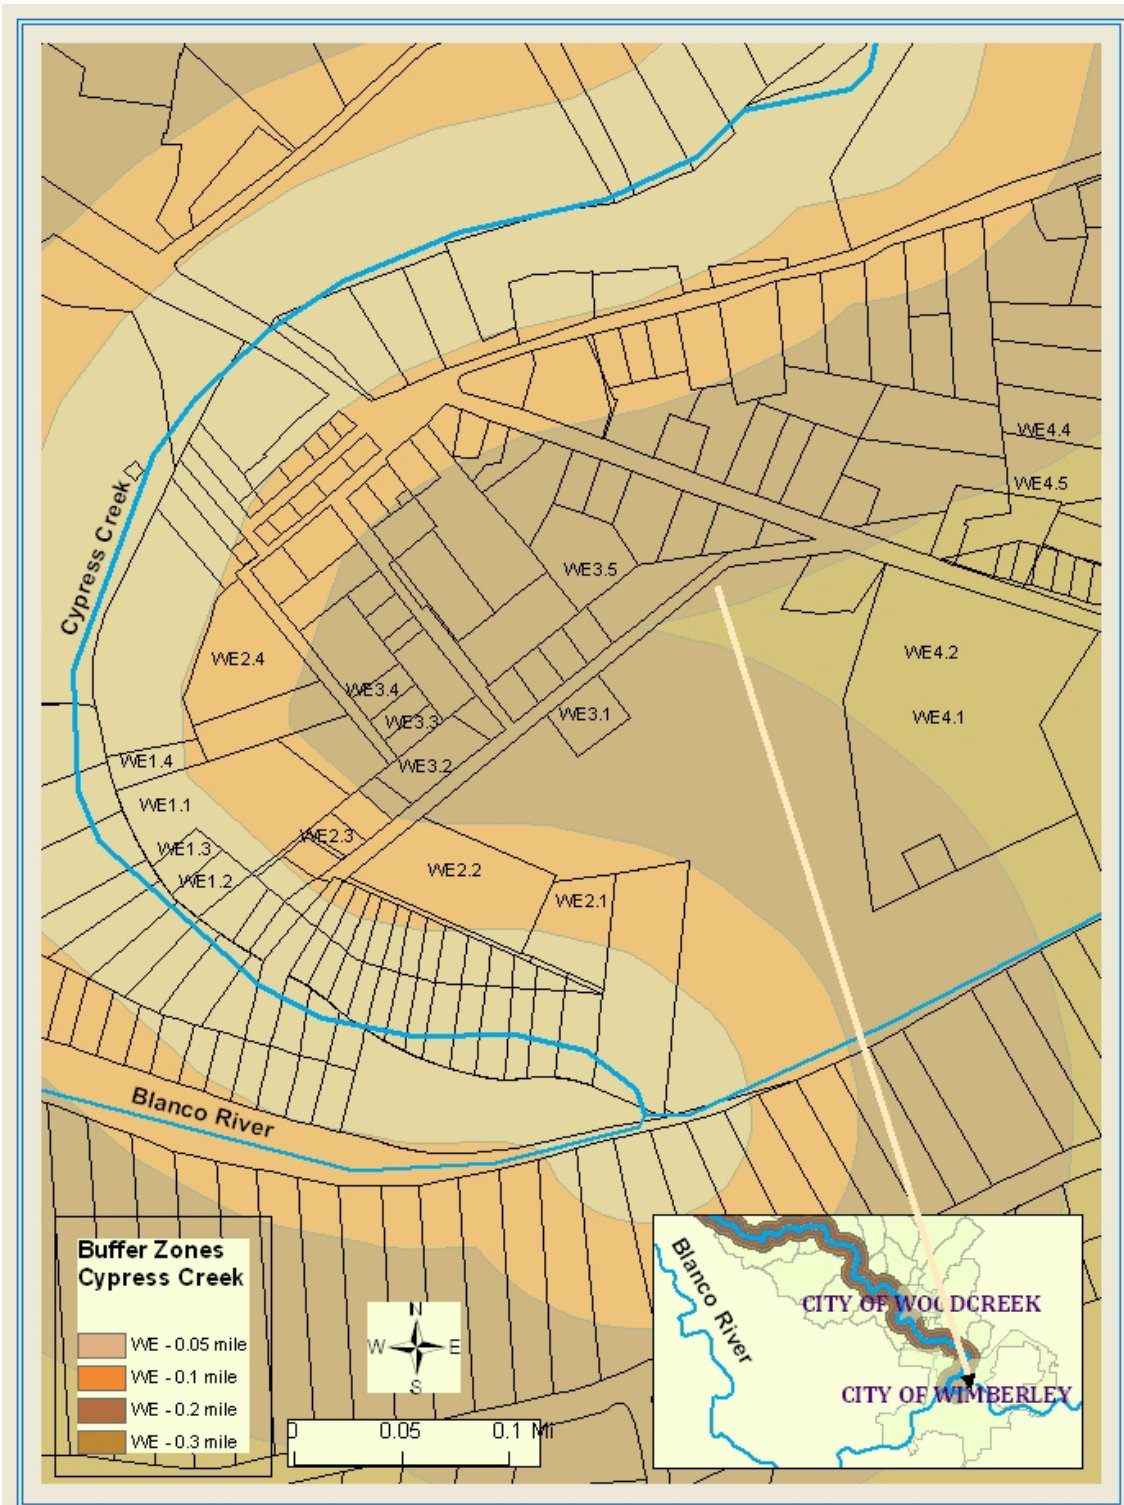 WE4.4
WE4.5
Cypress Creek
WE3.5
WE4.2
WE2.4
WE3.4
WE3.3
WE3.1
WE4.1
WE1.4
WE3.2
WE1.1
WE2.3
WE1.3
WE2.2
WE1.2
WE2.1
Blanco River
Buffer Zones
Cypress Creek
WE - 0.05 mile
WE - 0.1 mile
WE - 0.2 mile
WE - 0.3 mile
N
W E
S
0 0.05 0.1 Mi
Blanco River
CITY OF WOODCREEK
CITY OF WIMBERLEY